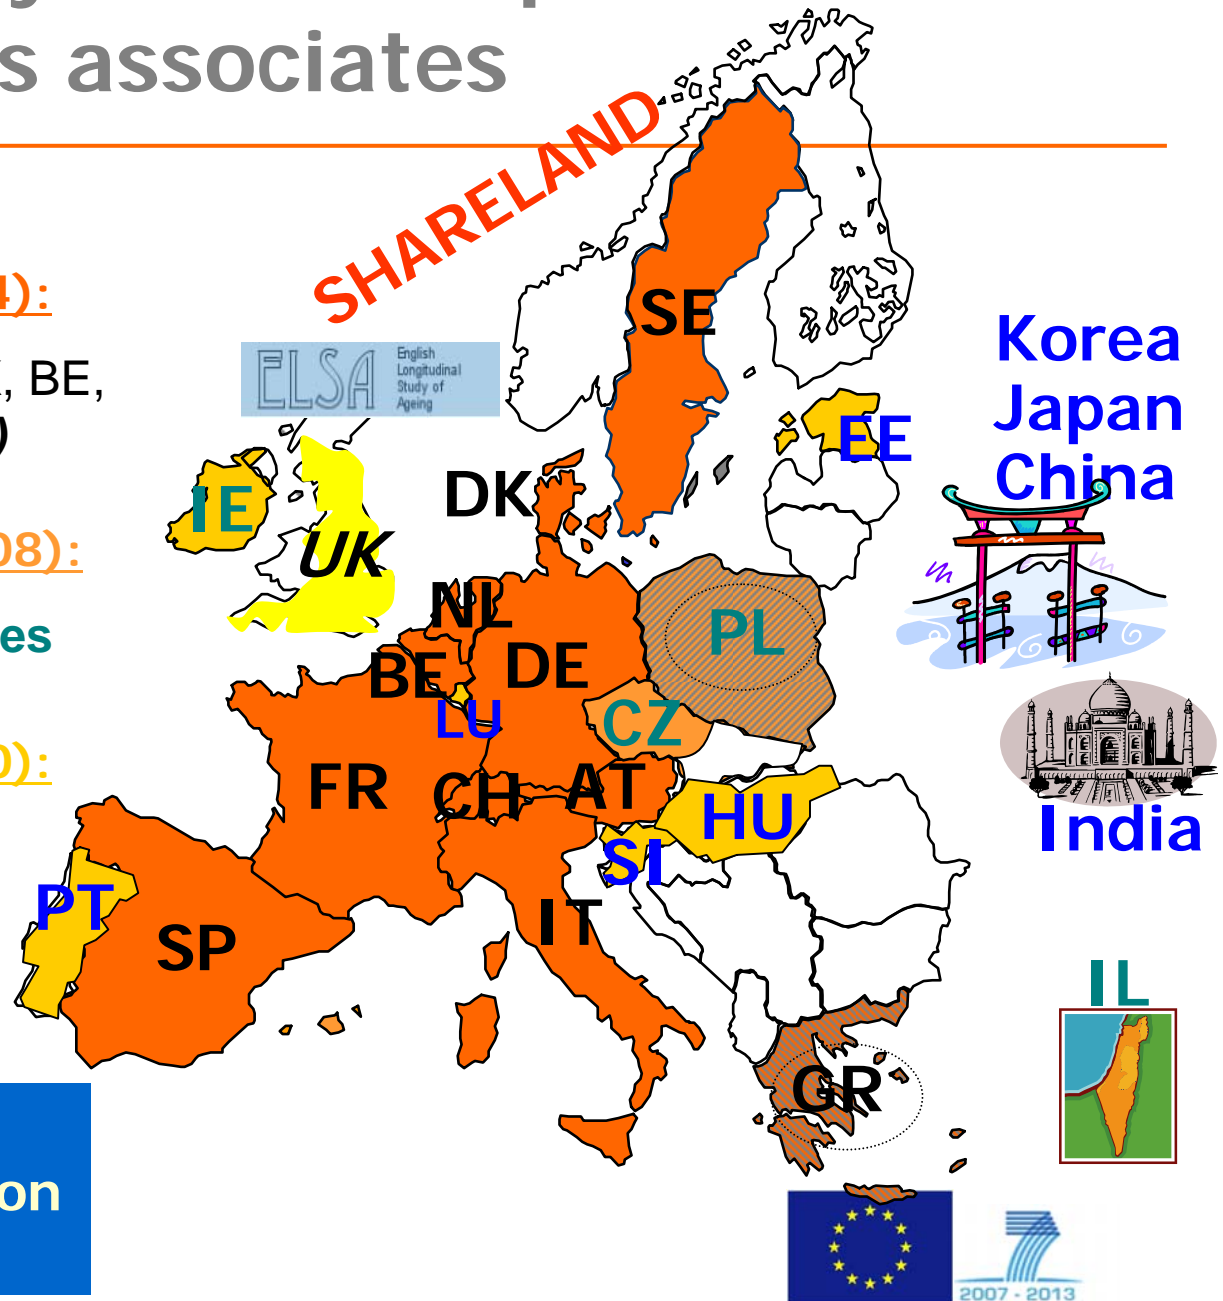 s associates
SHARELAND
4):
, BE,
)
08):
es
0):
on
ELSA
English
Longitudinal
Study of
Ageing
SE
EE
DK
IE
UK
NL
BE
DE
PL
LU
CZ
FR
CH
AT
HU
SI
PT
SP
IT
GR
Korea
Japan
China
India
IL
7
2007 - 2013